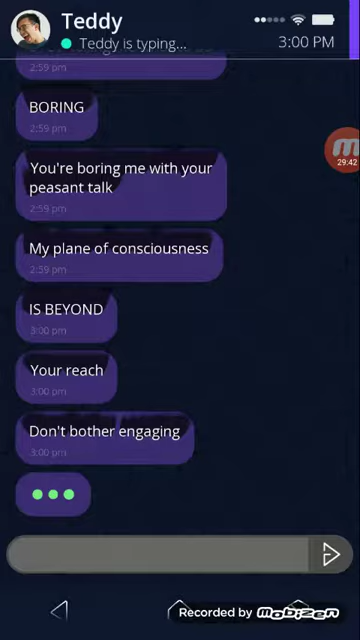 Teddy
Teddy is typing...
3:00 PM
2:59 pm
BORING
2:59 pm
You're boring me with your
peasant talk
2:59 pm
My plane of consciousness
2:59 pm
IS BEYOND
3:00 pm
Your reach
3:00 pm
Don't bother engaging
3:00 pm
29:42
Recorded by mobizen